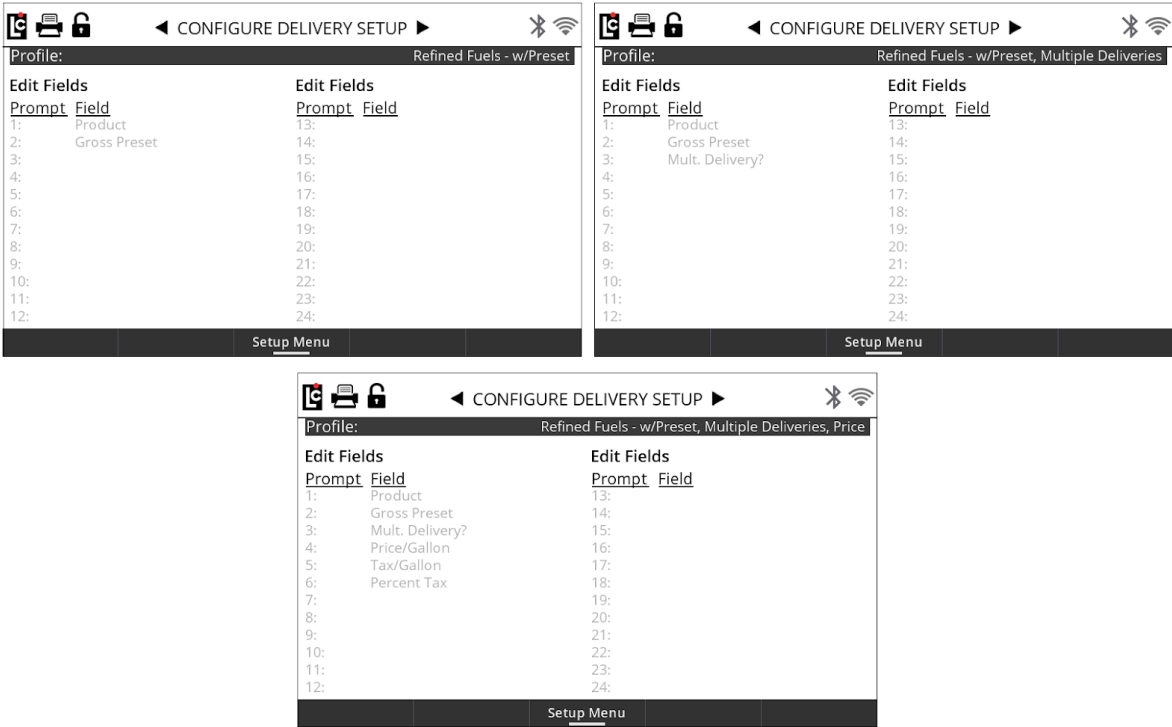 LC ◀ CONFIGURE DELIVERY SETUP ▶
Profile: Refined Fuels - w/Preset
Edit Fields Edit Fields
Prompt Field Prompt Field
1: Product 13:
2: Gross Preset 14:
3: 15:
4: 16:
5: 17:
6: 18:
7: 19:
8: 20:
9: 21:
10: 22:
11: 23:
12: 24:
Setup Menu
LC ◀ CONFIGURE DELIVERY SETUP ▶
Profile: Refined Fuels - w/Preset, Multiple Deliveries
Edit Fields Edit Fields
Prompt Field Prompt Field
1: Product 13:
2: Gross Preset 14:
3: Mult. Delivery? 15:
4: 16:
5: 17:
6: 18:
7: 19:
8: 20:
9: 21:
10: 22:
11: 23:
12: 24:
Setup Menu
LC ◀ CONFIGURE DELIVERY SETUP ▶
Profile: Refined Fuels - w/Preset, Multiple Deliveries, Price
Edit Fields Edit Fields
Prompt Field Prompt Field
1: Product 13:
2: Gross Preset 14:
3: Mult. Delivery? 15:
4: Price/Gallon 16:
5: Tax/Gallon 17:
6: Percent Tax 18:
7: 19:
8: 20:
9: 21:
10: 22:
11: 23:
12: 24:
Setup Menu